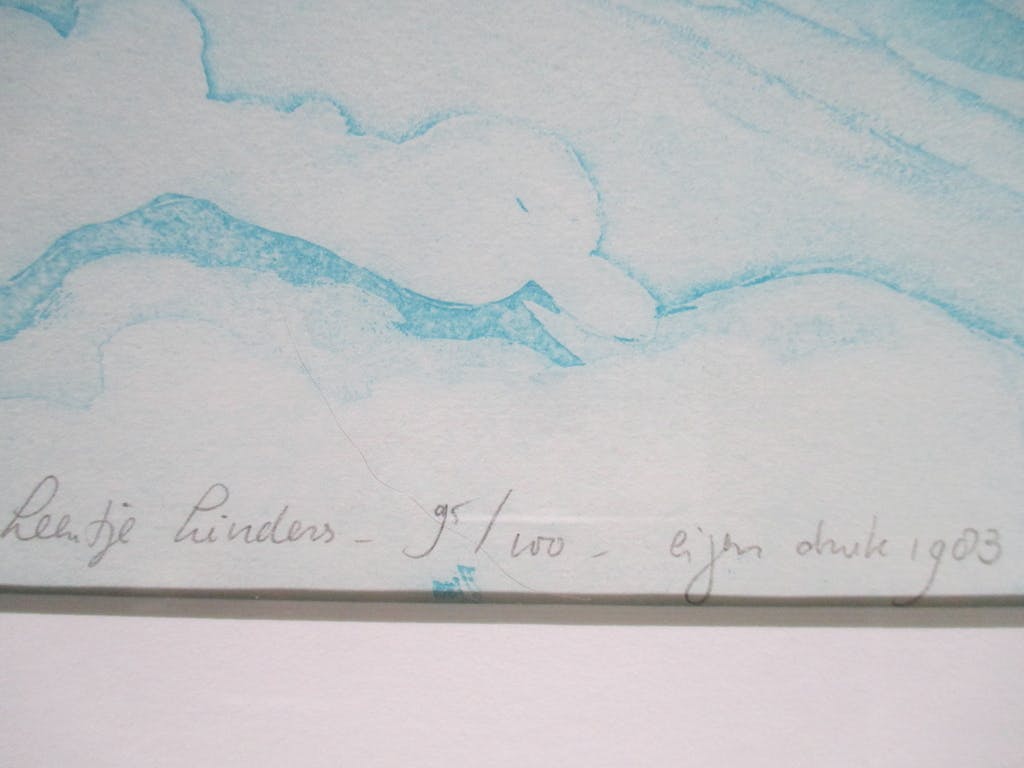 Leentje Linders - 95/100 - eigen druk 1983